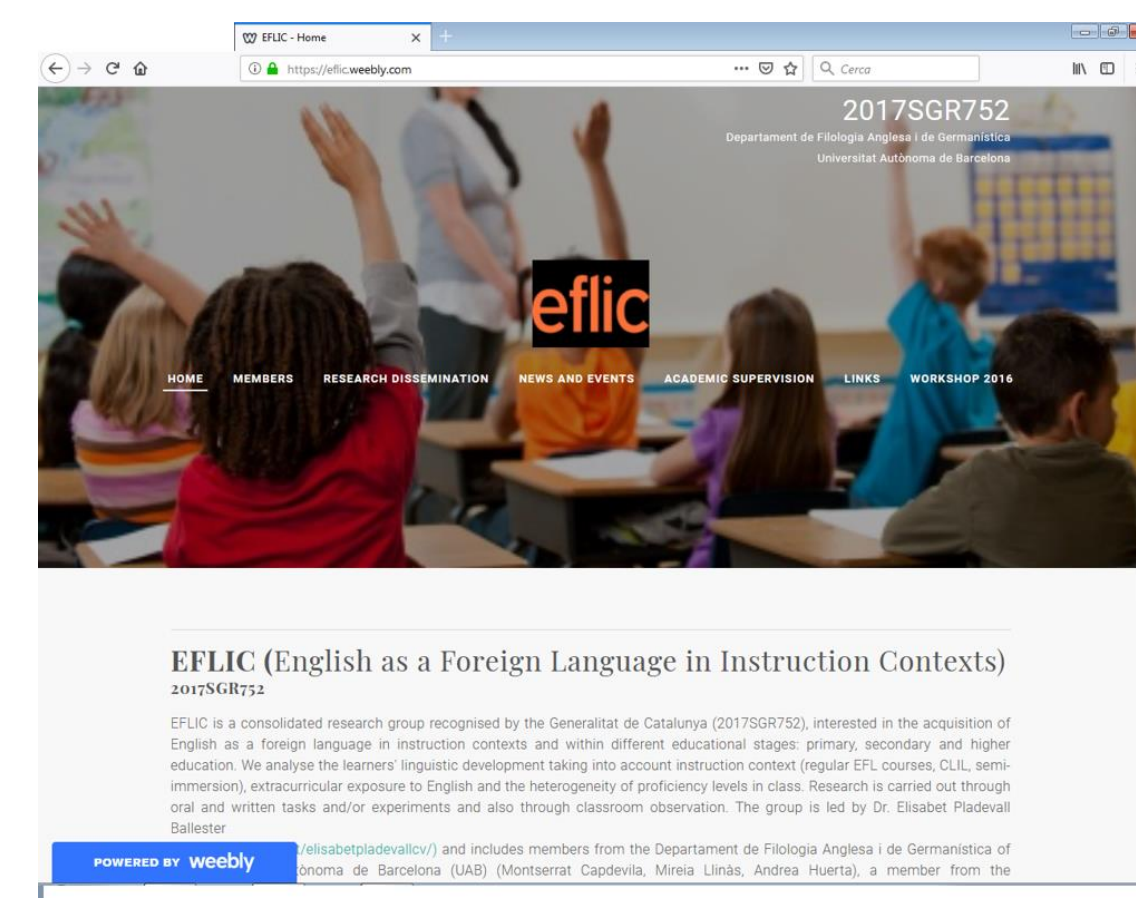 EFLIC - Home
https://eflic.weebly.com
Cerca
2017SGR752
Departament de Filologia Anglesa i de Germanística
Universitat Autònoma de Barcelona
eflic
HOME MEMBERS RESEARCH DISSEMINATION NEWS AND EVENTS ACADEMIC SUPERVISION LINKS WORKSHOP 2016
EFLIC (English as a Foreign Language in Instruction Contexts)
2017SGR752
EFLIC is a consolidated research group recognised by the Generalitat de Catalunya (2017SGR752), interested in the acquisition of
English as a foreign language in instruction contexts and within different educational stages: primary, secondary and higher
education. We analyse the learners' linguistic development taking into account instruction context (regular EFL courses, CLIL, semi-
immersion), extracurricular exposure to English and the heterogeneity of proficiency levels in class. Research is carried out through
oral and written tasks and/or experiments and also through classroom observation. The group is led by Dr. Elisabet Pladevall
Ballester
/elisabetpladevallcv/) and includes members from the Departament de Filologia Anglesa i de Germanística of
de Barcelona (UAB) (Montserrat Capdevila, Mireia Llinàs, Andrea Huerta), a member from the
POWERED BY weebly